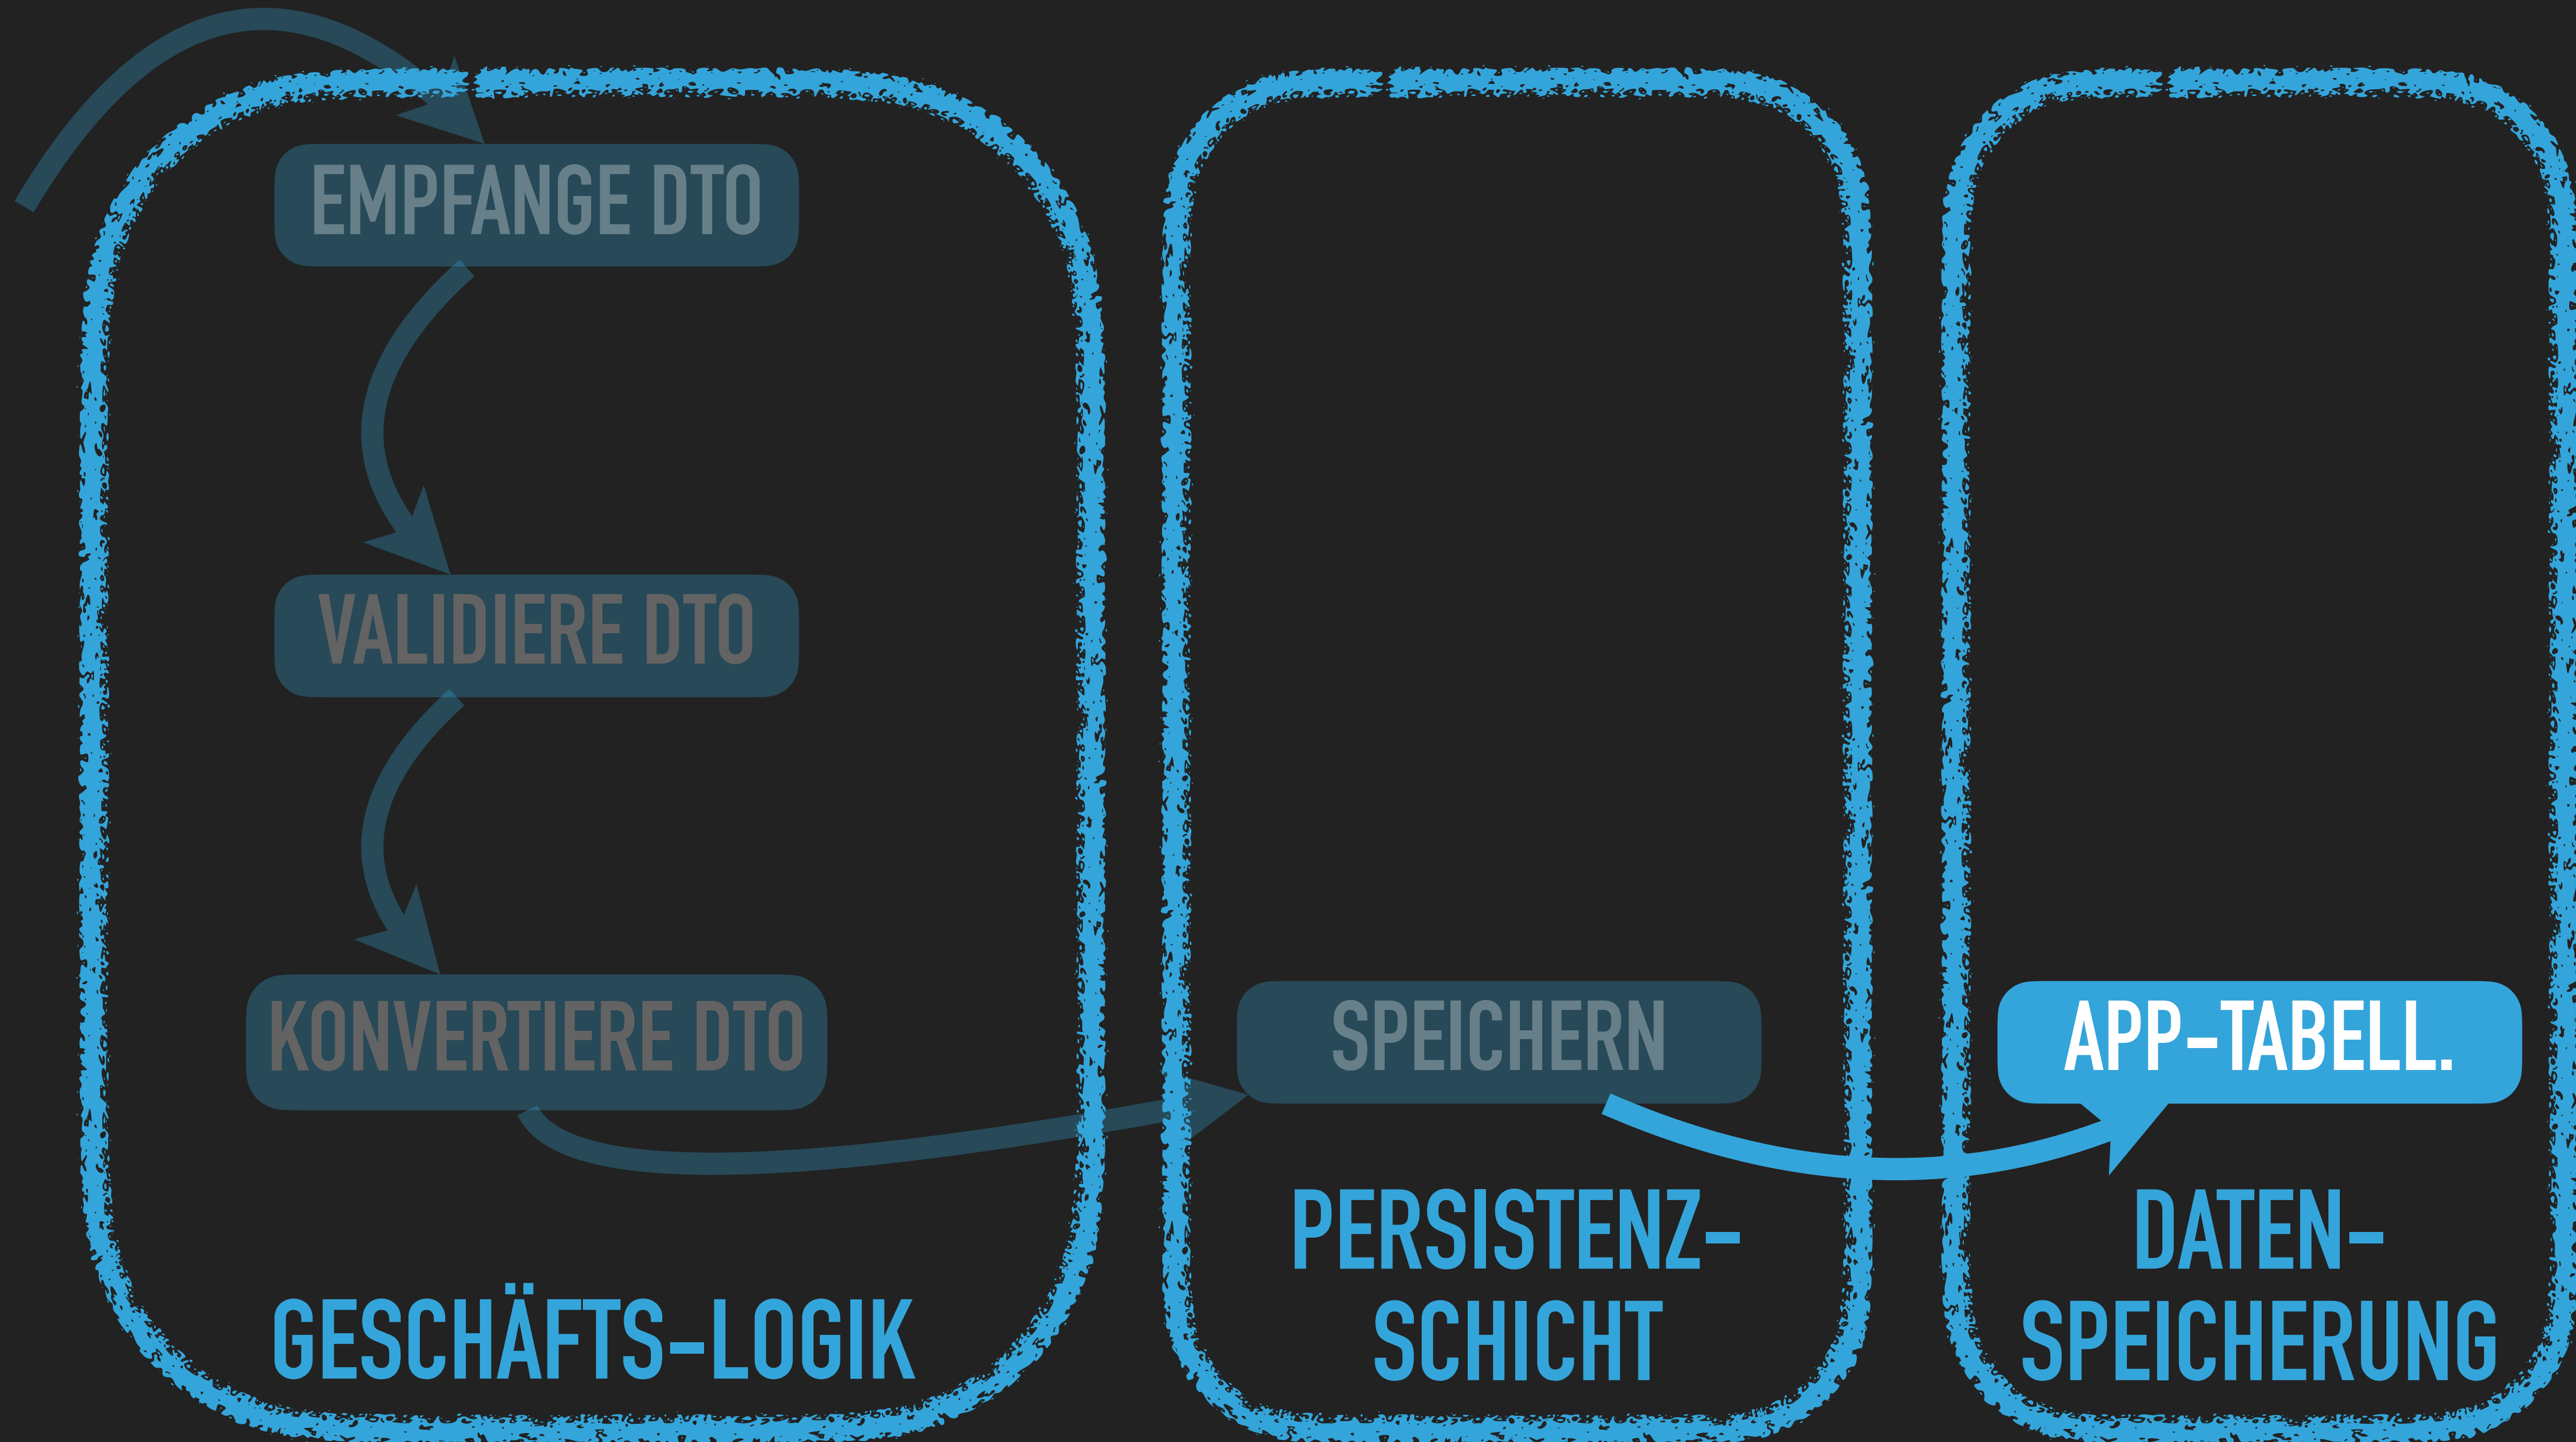 EMPFANGE DTO
VALIDIERE DTO
KONVERTIERE DTO
GESCHÄFTS-LOGIK
SPEICHERN
PERSISTENZ-
SCHICHT
APP-TABELL.
DATEN-
SPEICHERUNG